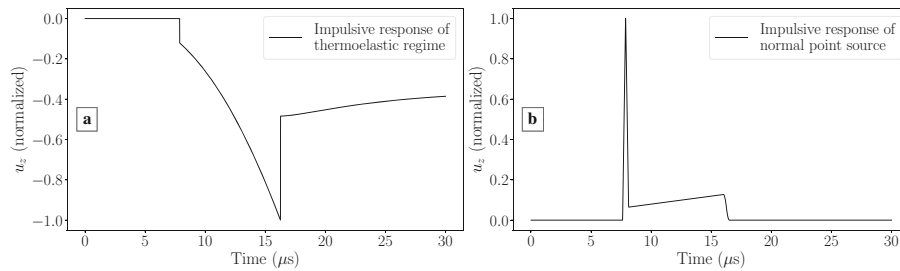 0.0
−0.2
−0.4
−0.6
−0.8
−1.0
u_z (normalized)
a
Impulsive response of
thermoelastic regime
0 5 10 15 20 25 30
Time (μs)
1.0
0.8
0.6
0.4
0.2
0.0
u_z (normalized)
b
Impulsive response of
normal point source
0 5 10 15 20 25 30
Time (μs)